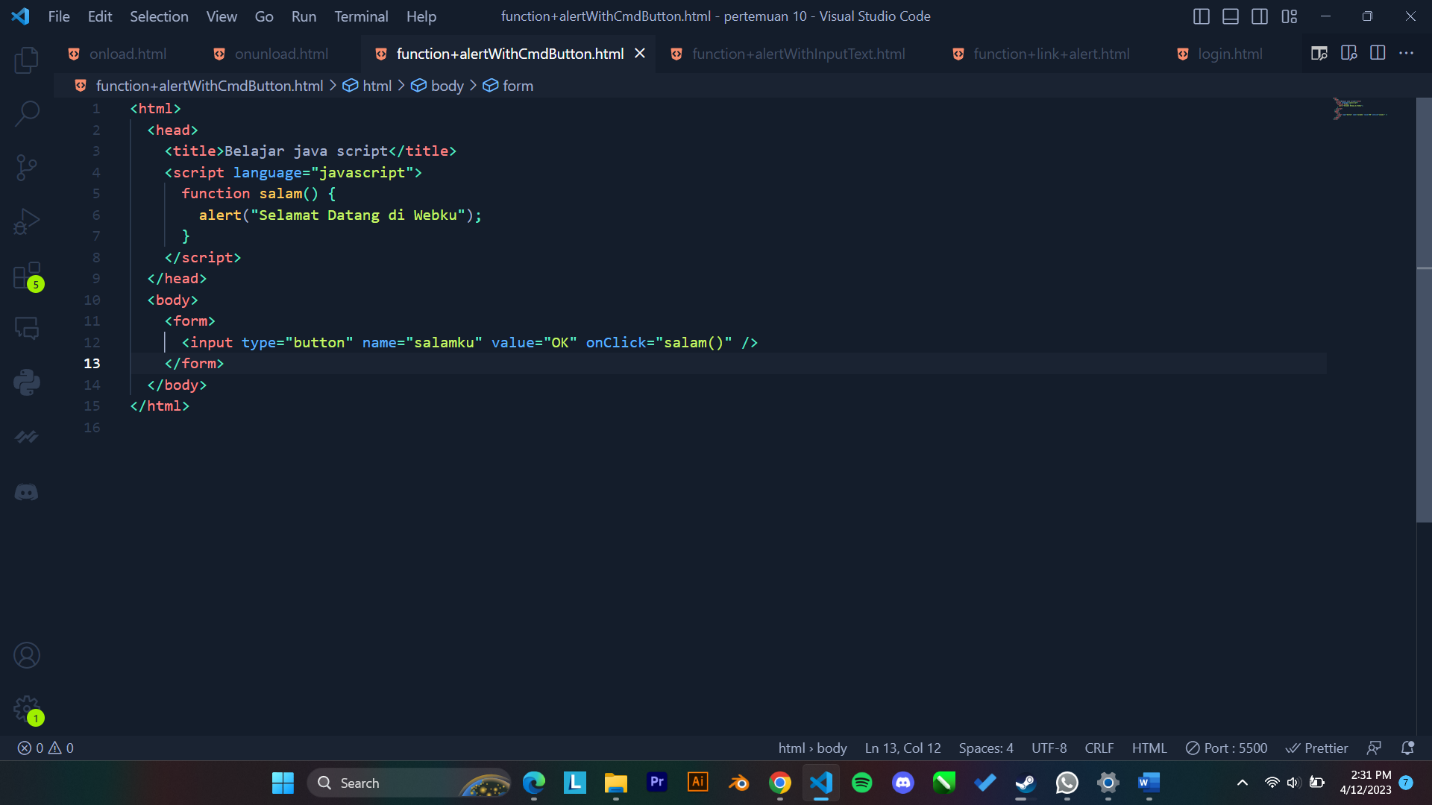 File Edit Selection View Go Run Terminal Help function+alertWithCmdButton.html - pertemuan 10 - Visual Studio Code
onload.html onunload.html function+alertWithCmdButton.html function+alertWithInputText.html function+link+alert.html login.html
function+alertWithCmdButton.html > html > body > form
1 <html>
2 <head>
3 <title>Belajar java script</title>
4 <script language="javascript">
5 function salam() {
6 alert("Selamat Datang di Webku");
7 }
8 </script>
9 </head>
10 <body>
11 <form>
12 <input type="button" name="salamku" value="OK" onClick="salam()" />
13 </form>
14 </body>
15 </html>
16
5
1
0 0 html › body Ln 13, Col 12 Spaces: 4 UTF-8 CRLF HTML Port : 5500 Prettier
Search L Pr Ai W 2:31 PM
4/12/2023 7